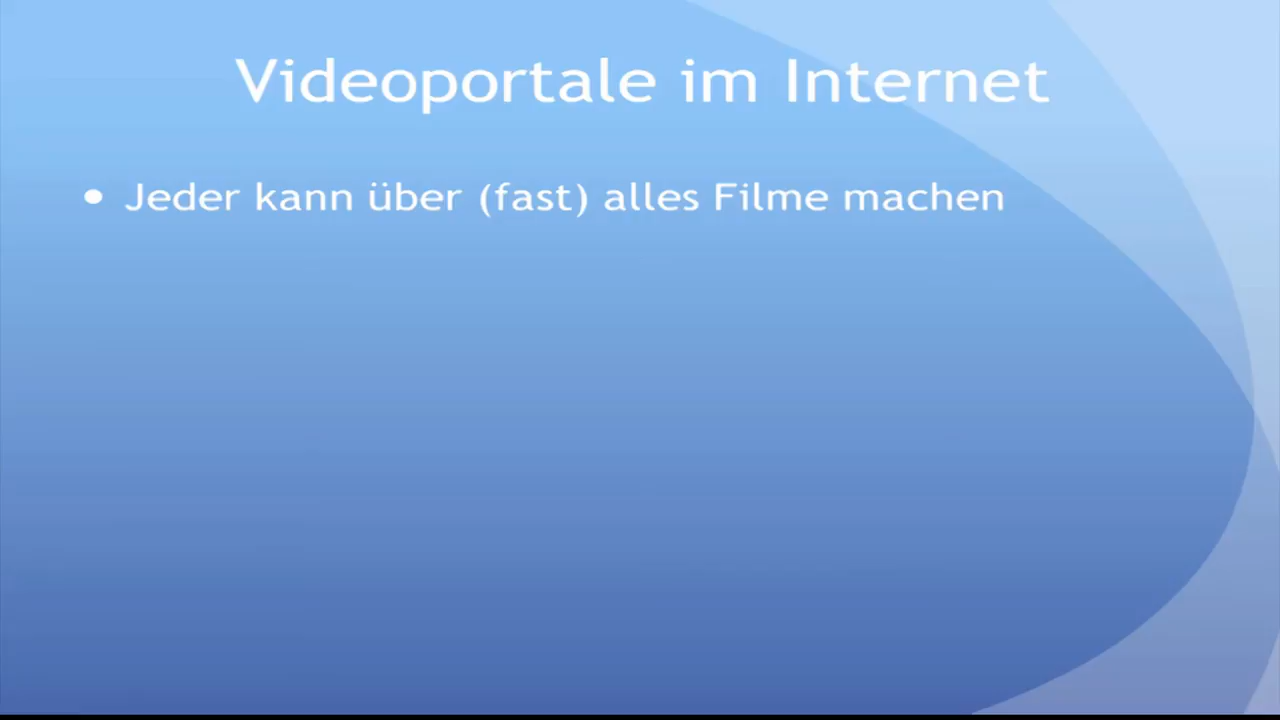 Videoportale im Internet
• Jeder kann über (fast) alles Filme machen